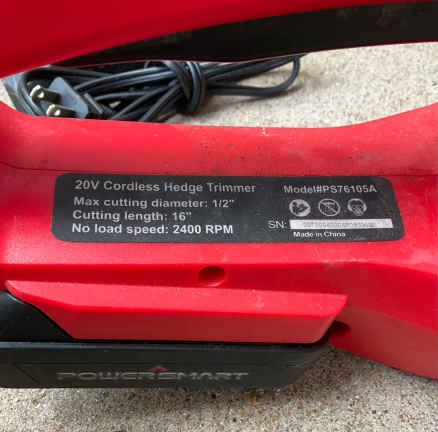 20V Cordless Hedge Trimmer Model#PS76105A
Max cutting diameter: 1/2"
Cutting length: 16"
No load speed: 2400 RPM
SN:
Made in China
POWERSMART